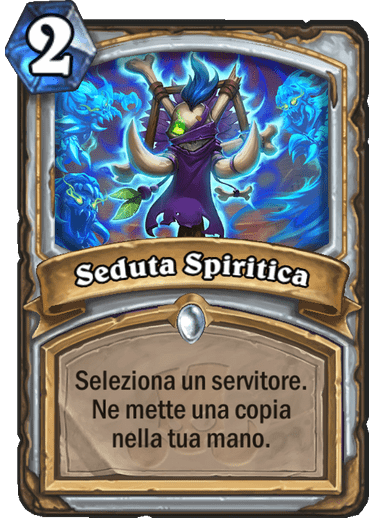 2
Seduta Spiritica
Seleziona un servitore.
Ne mette una copia
nella tua mano.